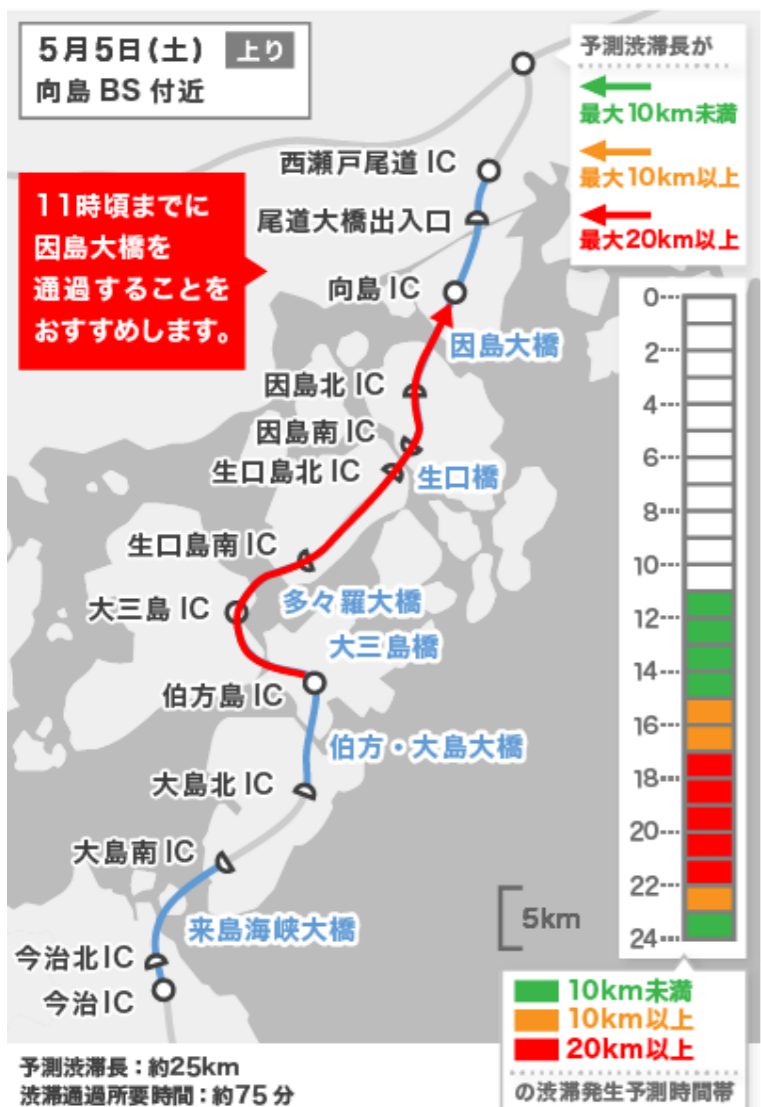 5月5日(土) 上り
向島 BS 付近
予測渋滞長が
最大10km未満
最大10km以上
最大20km以上
11時頃までに
因島大橋を
通過することを
おすすめします。
西瀬戸尾道 IC
尾道大橋出入口
向島 IC
因島大橋
因島北 IC
因島南 IC
生口島北 IC
生口橋
生口島南 IC
大三島 IC
多々羅大橋
大三島橋
伯方島 IC
伯方・大島大橋
大島北 IC
大島南 IC
来島海峡大橋
今治北 IC
今治 IC
5km
0
2
4
6
8
10
12
14
16
18
20
22
24
10km未満
10km以上
20km以上
の渋滞発生予測時間帯
予測渋滞長：約25km
渋滞通過所要時間：約75分